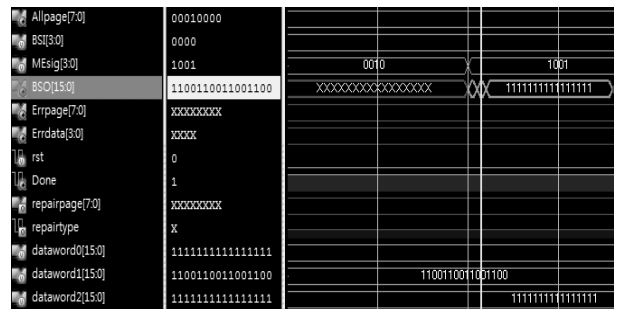 Allpage[7:0] 00010000
BSI[3:0] 0000
MEsig[3:0] 1001 0010 1001
BSO[15:0] 1100110011001100 XXXXXXXXXXXXXXXX 1111111111111111
Errpage[7:0] XXXXXXXX
Errdata[3:0] XXXX
rst 0
Done 1
repairpage[7:0] XXXXXXXX
repairtype X
dataword0[15:0] 1111111111111111
dataword1[15:0] 1100110011001100 1100110011001100
dataword2[15:0] 1111111111111111 1111111111111111